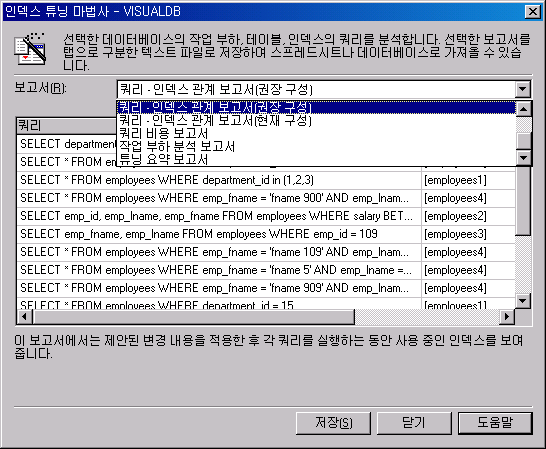 인덱스 튜닝 마법사 - VISUALDB
선택한 데이터베이스의 작업 부하, 테이블, 인덱스의 쿼리를 분석합니다. 선택한 보고서를
탭으로 구분한 텍스트 파일로 저장하여 스프레드시트나 데이터베이스로 가져올 수 있습
니다.
보고서(R): 쿼리 - 인덱스 관계 보고서(권장 구성)
쿼리 - 인덱스 관계 보고서(권장 구성)
쿼리 - 인덱스 관계 보고서(현재 구성)
쿼리 비용 보고서
작업 부하 분석 보고서
튜닝 요약 보고서
쿼리
SELECT department
SELECT * FROM em
SELECT * FROM employees WHERE department_id in (1,2,3) [employees1]
SELECT * FROM employees WHERE emp_fname = 'fname 900' AND emp_lnam... [employees4]
SELECT emp_id, emp_lname, emp_fname FROM employees WHERE salary BET... [employees2]
SELECT emp_fname, emp_lname FROM employees WHERE emp_id = 109 [employees3]
SELECT * FROM employees WHERE emp_fname = 'fname 109' AND emp_lnam... [employees4]
SELECT * FROM employees WHERE emp_fname = 'fname 5' AND emp_lname =... [employees4]
SELECT * FROM employees WHERE emp_fname = 'fname 909' AND emp_lnam... [employees4]
SELECT * FROM employees WHERE department_id = 15 [employees1]
이 보고서에서는 제안된 변경 내용을 적용한 후 각 쿼리를 실행하는 동안 사용 중인 인덱스를 보여
줍니다.
저장(S) 닫기 도움말